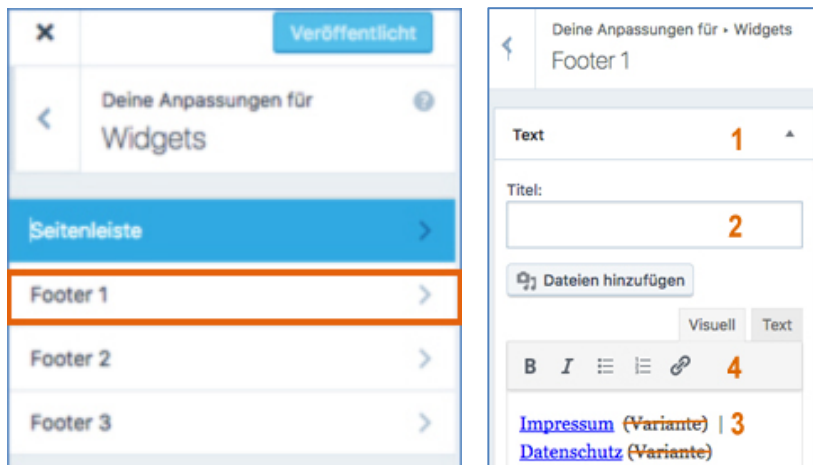 Veröffentlicht
Deine Anpassungen für
Widgets
Seitenleiste
Footer 1
Footer 2
Footer 3
Deine Anpassungen für ▸ Widgets
Footer 1
Text 1
Titel:
2
Dateien hinzufügen
Visuell Text
B I 4
Impressum (Variante) | 3
Datenschutz (Variante)